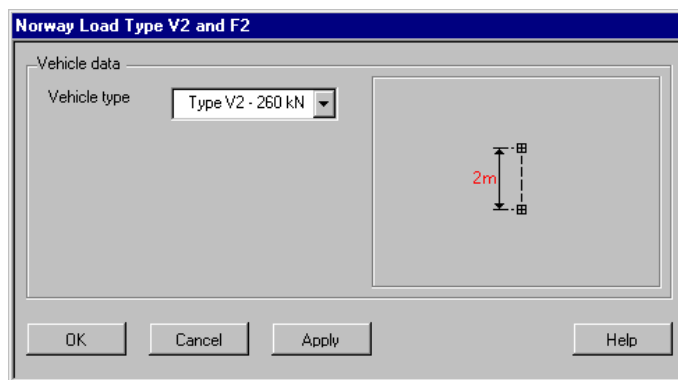 Norway Load Type V2 and F2
Vehicle data
Vehicle type
Type V2 - 260 kN
2m
OK
Cancel
Apply
Help